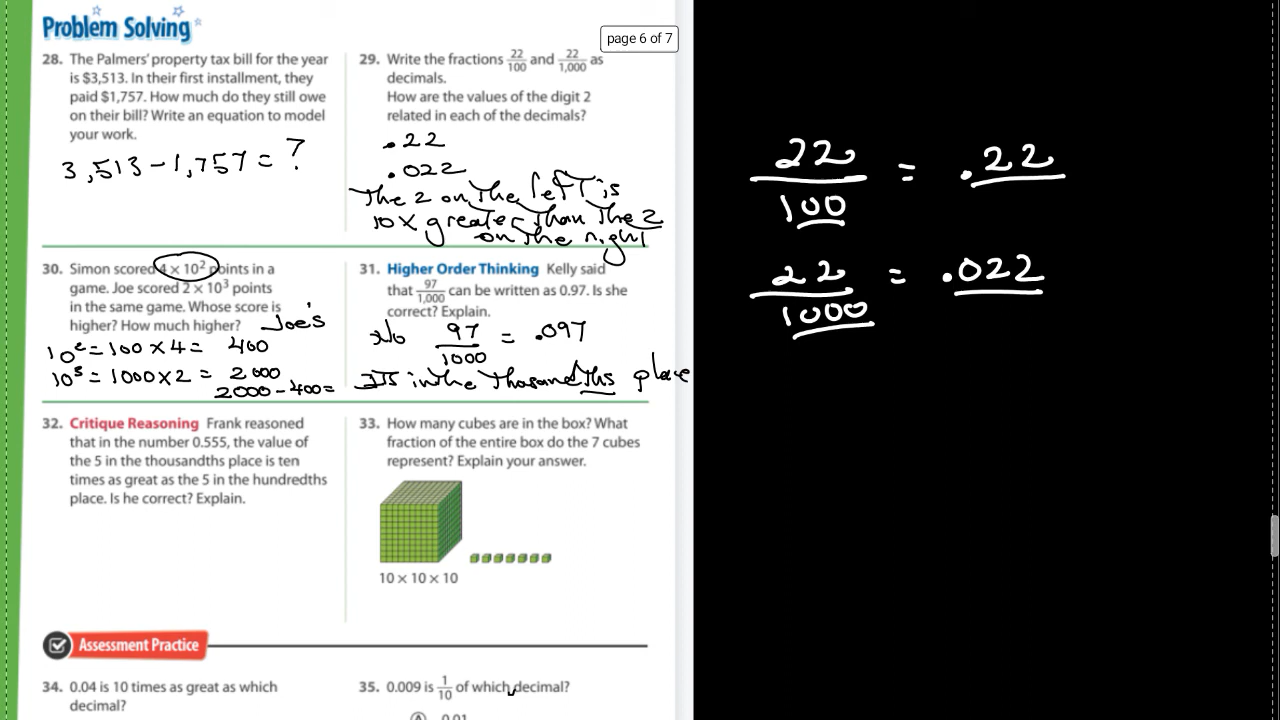 Problem Solving
page 6 of 7
28. The Palmers' property tax bill for the year
is $3,513. In their first installment, they
paid $1,757. How much do they still owe
on their bill? Write an equation to model
your work.
3,513 - 1,757 = ?
29. Write the fractions 22/100 and 22/1,000 as
decimals.
How are the values of the digit 2
related in each of the decimals?
.22
.022
The 2 on The left is
10x greater Than The 2
on The right
30. Simon scored 4 × 10² points in a
game. Joe scored 2 × 10³ points
in the same game. Whose score is
higher? How much higher?
Joe's
10² = 100 × 4 = 400
10³ = 1000 × 2 = 2000
2000 - 400 =
31. Higher Order Thinking Kelly said
that 97/1,000 can be written as 0.97. Is she
correct? Explain.
No 97/1000 = .097
ITs in The Thousandths place
32. Critique Reasoning Frank reasoned
that in the number 0.555, the value of
the 5 in the thousandths place is ten
times as great as the 5 in the hundredths
place. Is he correct? Explain.
33. How many cubes are in the box? What
fraction of the entire box do the 7 cubes
represent? Explain your answer.
10 × 10 × 10
Assessment Practice
34. 0.04 is 10 times as great as which
decimal?
35. 0.009 is 1/10 of which decimal?
Ⓐ 0.01
22/100 = .22
22/1000 = .022